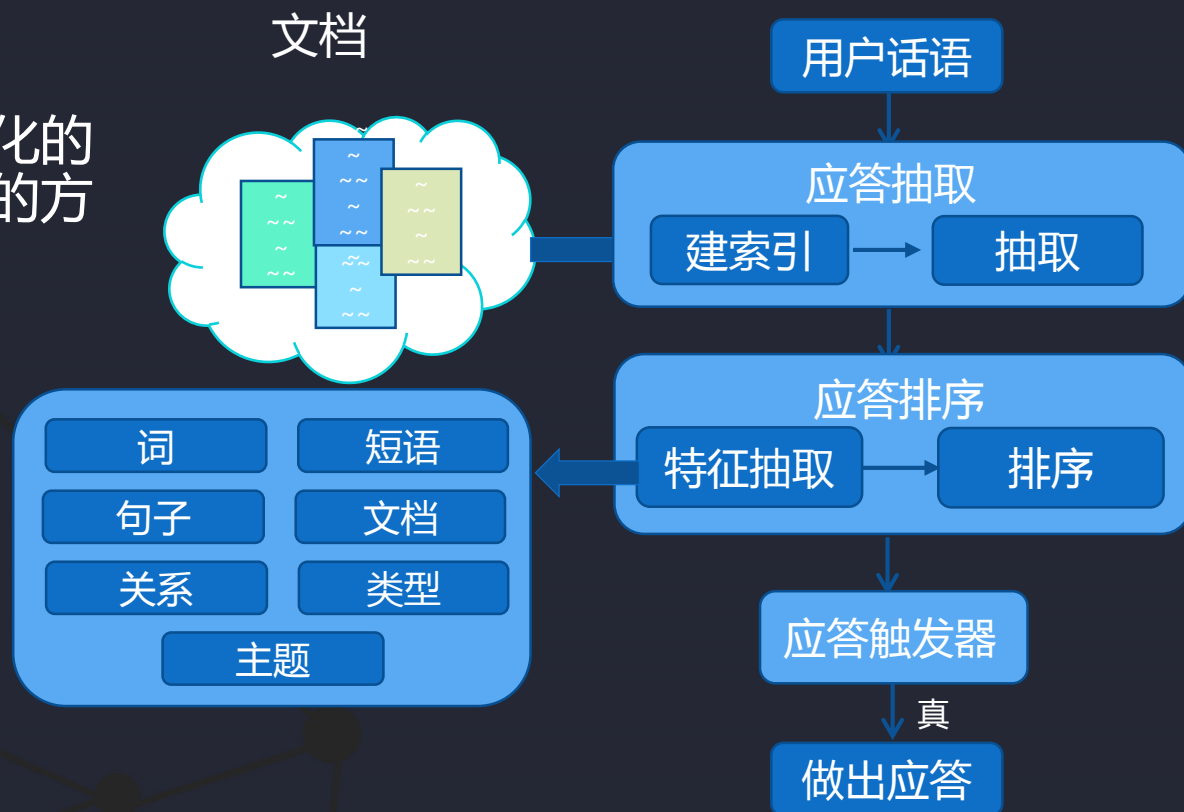 文档
化的
的方
用户话语
应答抽取
建索引
抽取
应答排序
特征抽取
排序
词
短语
句子
文档
关系
类型
主题
应答触发器
真
做出应答